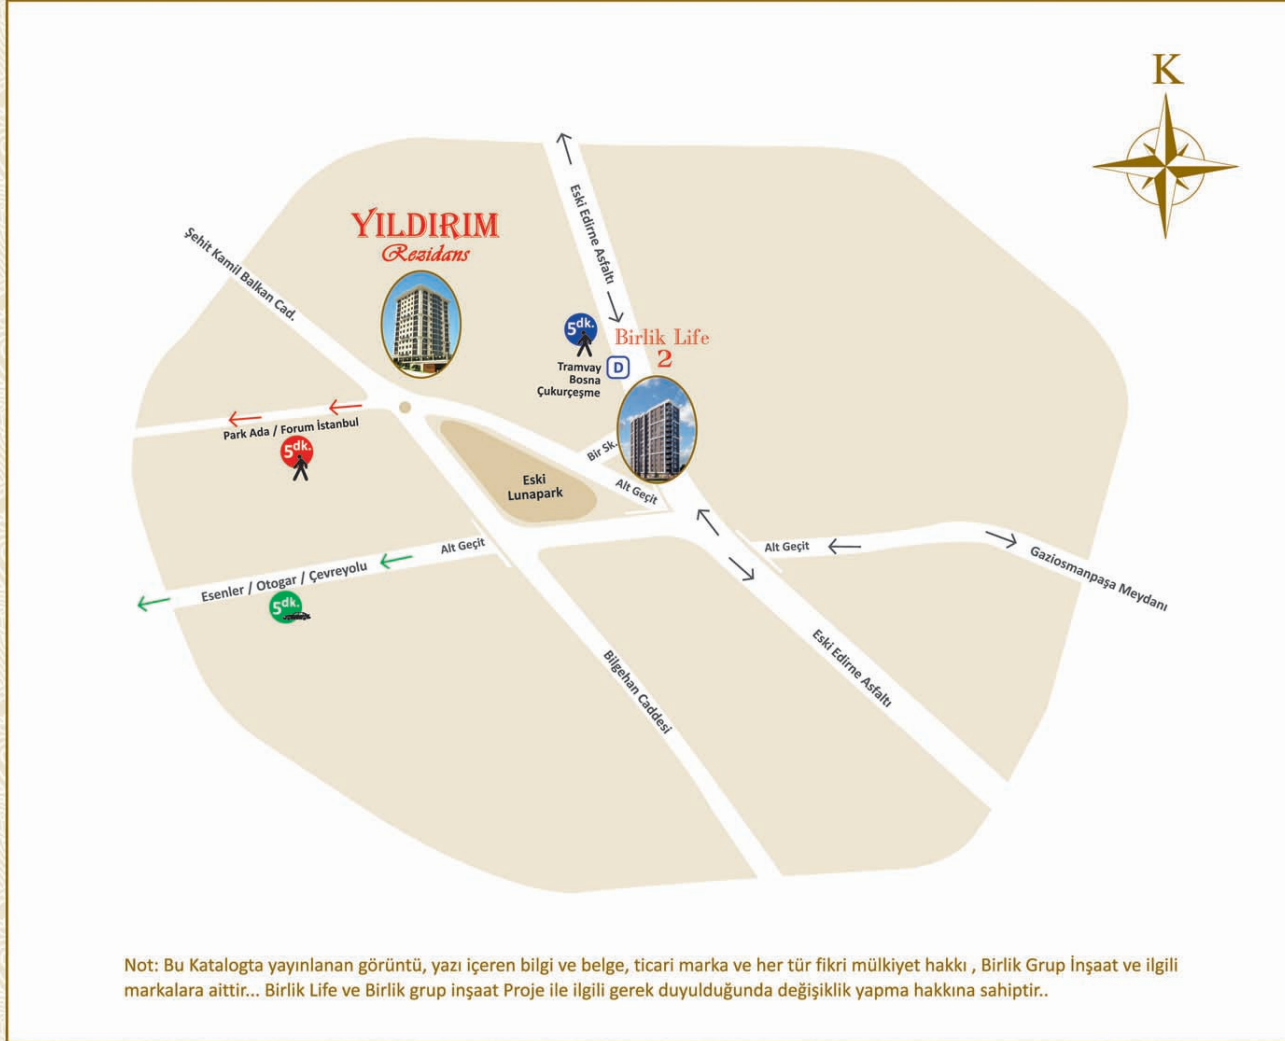 K
YILDIRIM
Rezidans
Şehit Kamil Balkan Cad.
Eski Edirne Asfaltı
5dk.
Tramvay
Bosna
Çukurçeşme
D
Birlik Life
2
Park Ada / Forum İstanbul
5dk.
Bir Sk.
Alt Geçit
Eski
Lunapark
Alt Geçit
Esenler / Otogar / Çevreyolu
5dk.
Alt Geçit
Gaziosmanpaşa Meydanı
Bilgehan Caddesi
Eski Edirne Asfaltı
Not: Bu Katalogta yayınlanan görüntü, yazı içeren bilgi ve belge, ticari marka ve her tür fikri mülkiyet hakkı , Birlik Grup İnşaat ve ilgili
markalara aittir... Birlik Life ve Birlik grup inşaat Proje ile ilgili gerek duyulduğunda değişiklik yapma hakkına sahiptir..